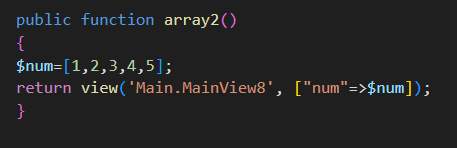 public function array2()
{
$num=[1,2,3,4,5];
return view('Main.MainView8', ["num"=>$num]);
}